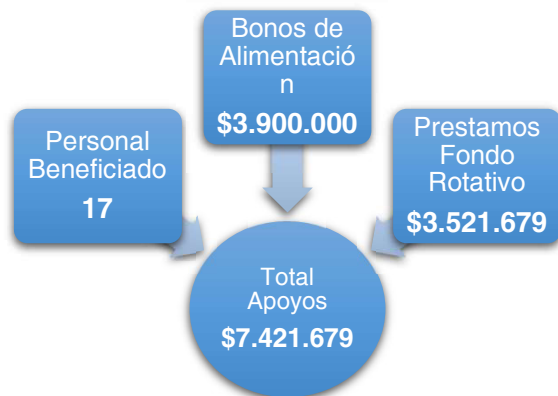 Bonos de
Alimentació
n
$3.900.000
Personal
Beneficiado
17
Prestamos
Fondo
Rotativo
$3.521.679
Total
Apoyos
$7.421.679